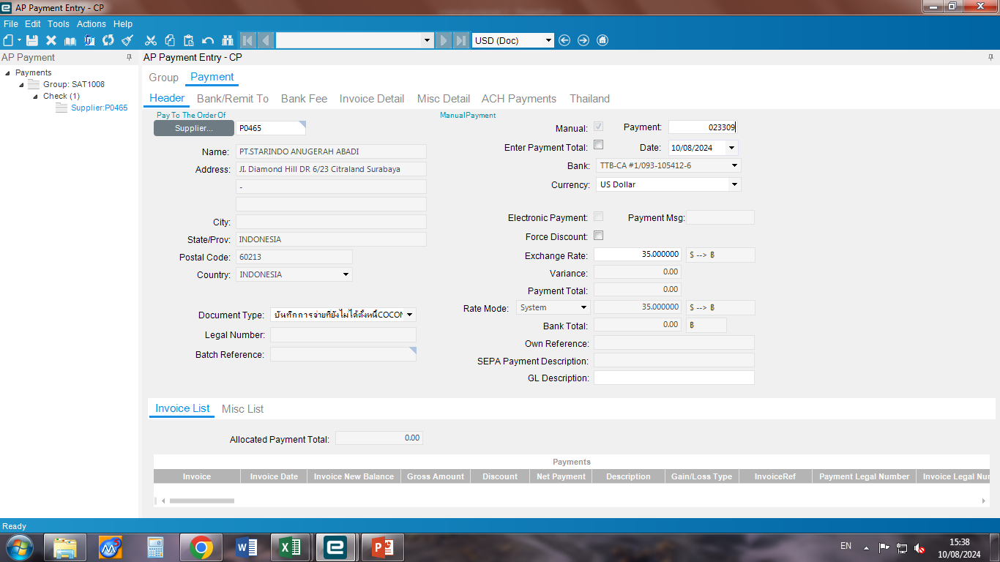 AP Payment Entry - CP
File Edit Tools Actions Help
USD (Doc)
AP Payment
AP Payment Entry - CP
Payments
Group: SAT1008
Check (1)
Supplier:P0465
Group Payment
Header Bank/Remit To Bank Fee Invoice Detail Misc Detail ACH Payments Thailand
Pay To The Order Of
Supplier... P0465
Name: PT.STARINDO ANUGERAH ABADI
Address: JI. Diamond Hill DR 6/23 Citraland Surabaya
-
City:
State/Prov: INDONESIA
Postal Code: 60213
Country: INDONESIA
Document Type: บันทึกการจ่ายที่ยังไม่ได้ตั้งหนี้COCON
Legal Number:
Batch Reference:
ManualPayment
Manual: Payment: 023309
Enter Payment Total: Date: 10/08/2024
Bank: TTB-CA #1/093-105412-6
Currency: US Dollar
Electronic Payment: Payment Msg:
Force Discount:
Exchange Rate: 35.000000 $ --> ฿
Variance: 0.00
Payment Total: 0.00
Rate Mode: System 35.000000 $ --> ฿
Bank Total: 0.00 ฿
Own Reference:
SEPA Payment Description:
GL Description:
Invoice List Misc List
Allocated Payment Total: 0.00
Payments
Invoice Invoice Date Invoice New Balance Gross Amount Discount Net Payment Description Gain/Loss Type InvoiceRef Payment Legal Number Invoice Legal Nun
Ready
EN
15:38
10/08/2024